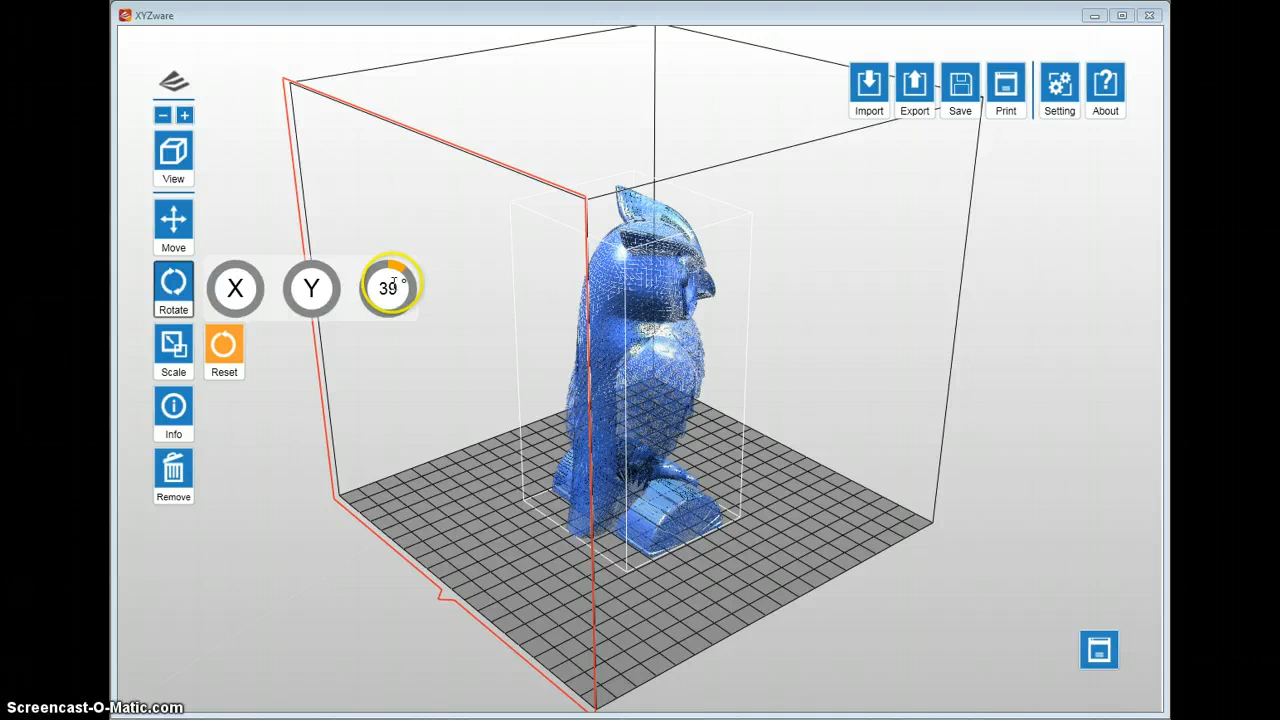 XYZware
Import
Export
Save
Print
Setting
About
View
Move
X
Y
39°
Rotate
Scale
Reset
Info
Remove
Screencast-O-Matic.com